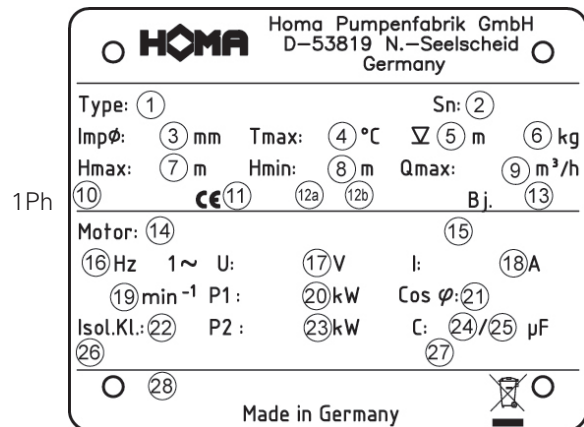 HOMA Homa Pumpenfabrik GmbH
D-53819 N.-Seelscheid
Germany
Type: 1 Sn: 2
Impø: 3 mm Tmax: 4 °C 5 m 6 kg
Hmax: 7 m Hmin: 8 m Qmax: 9 m³/h
1Ph
10 CE 11 12a 12b Bj. 13
Motor: 14 15
16 Hz 1~ U: 17 V I: 18 A
19 min⁻¹ P1: 20 kW Cos φ: 21
Isol.Kl.: 22 P2: 23 kW C: 24/25 µF
26 27
28
Made in Germany